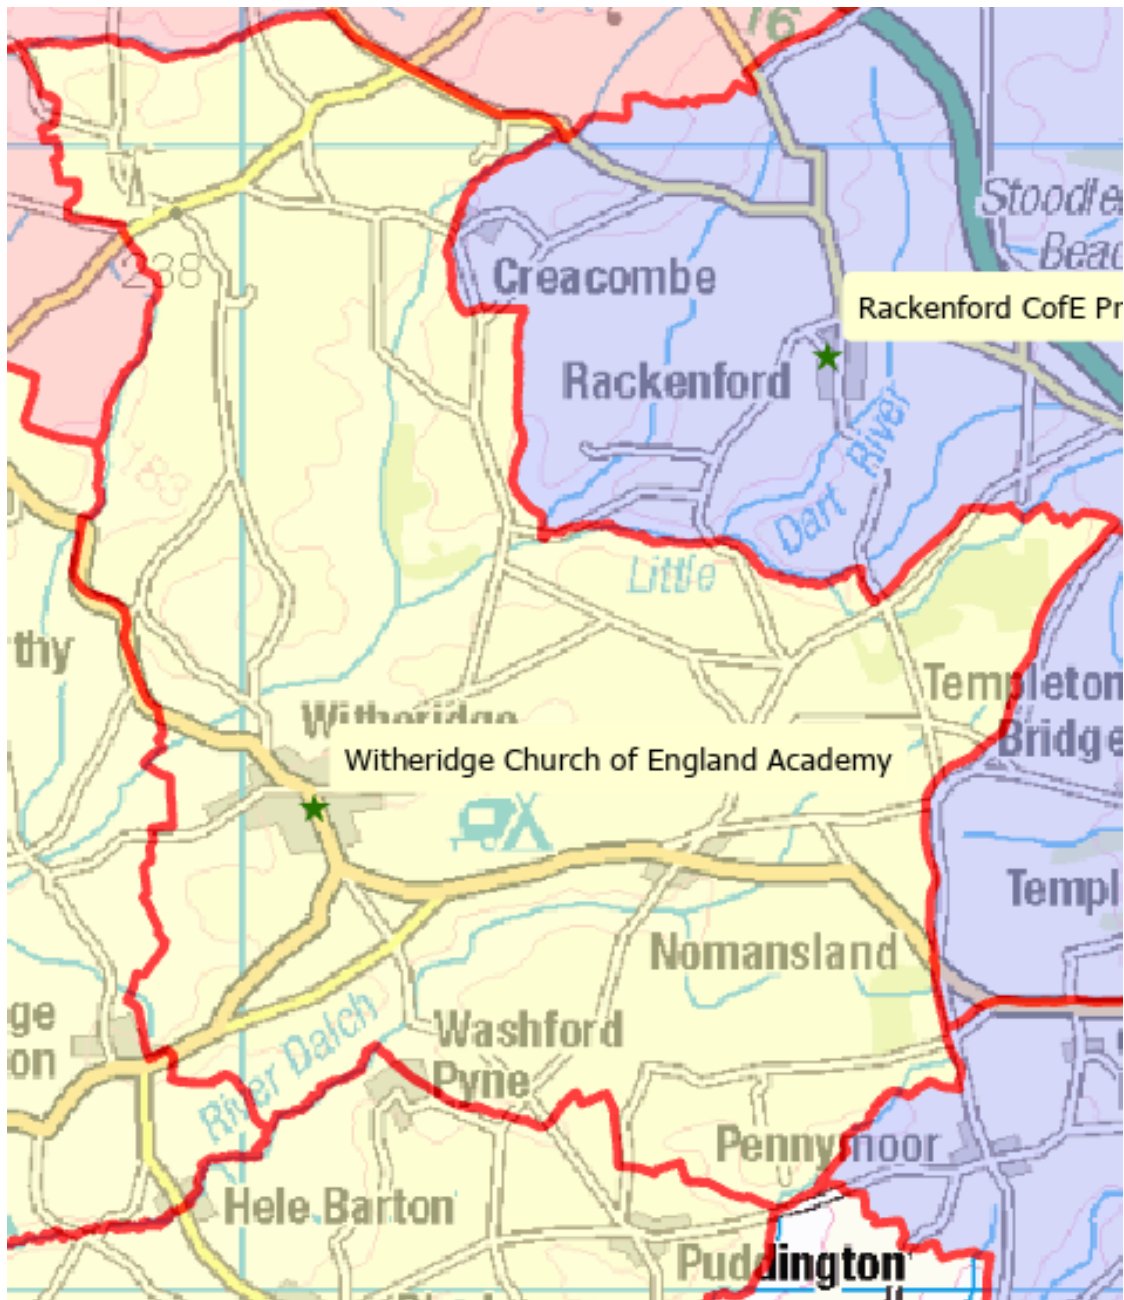 16
Stoodle
Beac
238
Creacombe
Rackenford CofE Pr
Rackenford
183
River
Dart
Little
thy
Templeton
Bridge
Witheridge
Witheridge Church of England Academy
Templ
Nomansland
ge
on
River Dalch
Washford
Pyne
Pennymoor
Hele Barton
Puddington